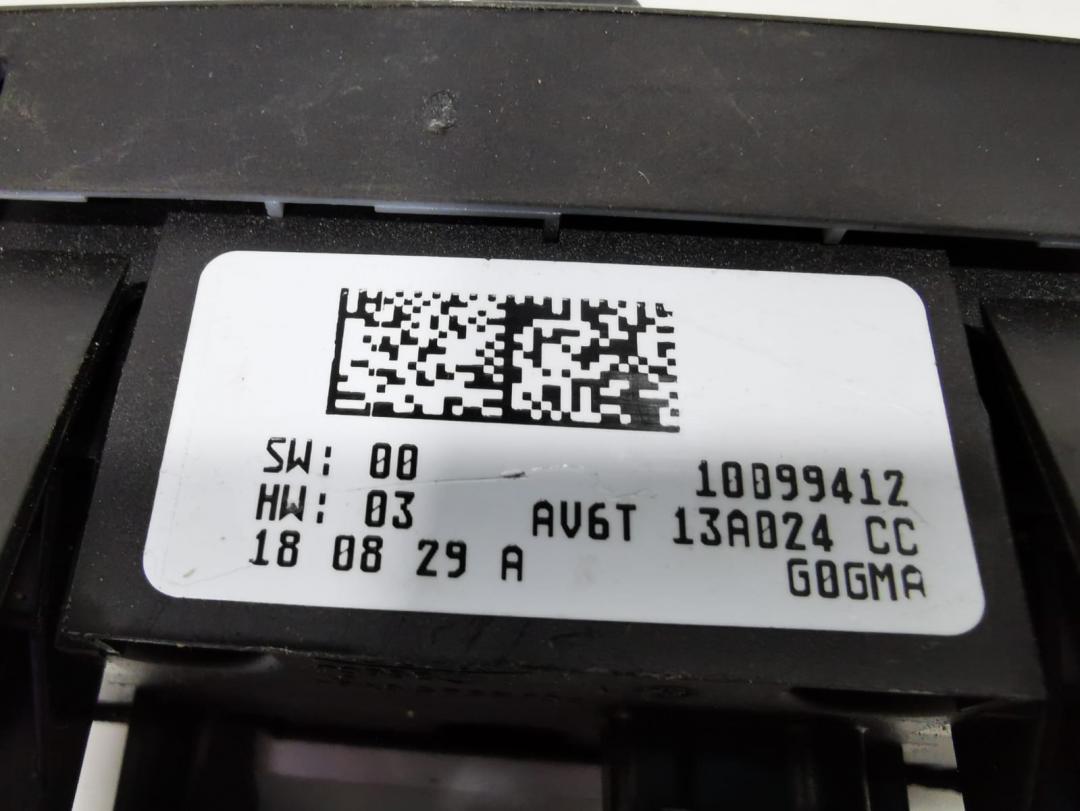 SW: 00
HW: 03
18 08 29 A
10099412
AV6T 13A024 CC
G0GMA